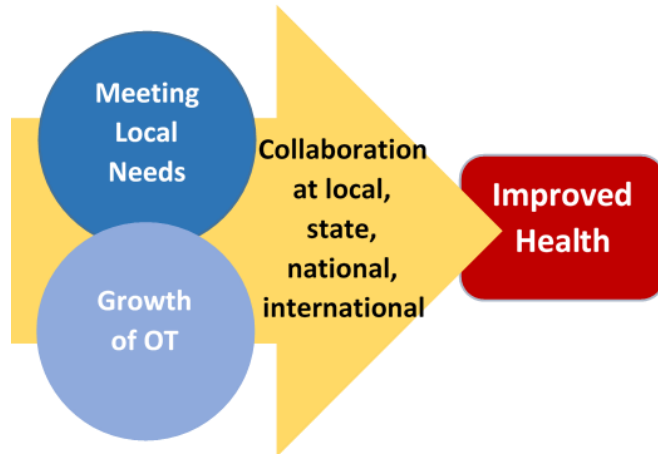 Meeting
Local
Needs
Growth
of OT
Collaboration
at local,
state,
national,
international
Improved
Health